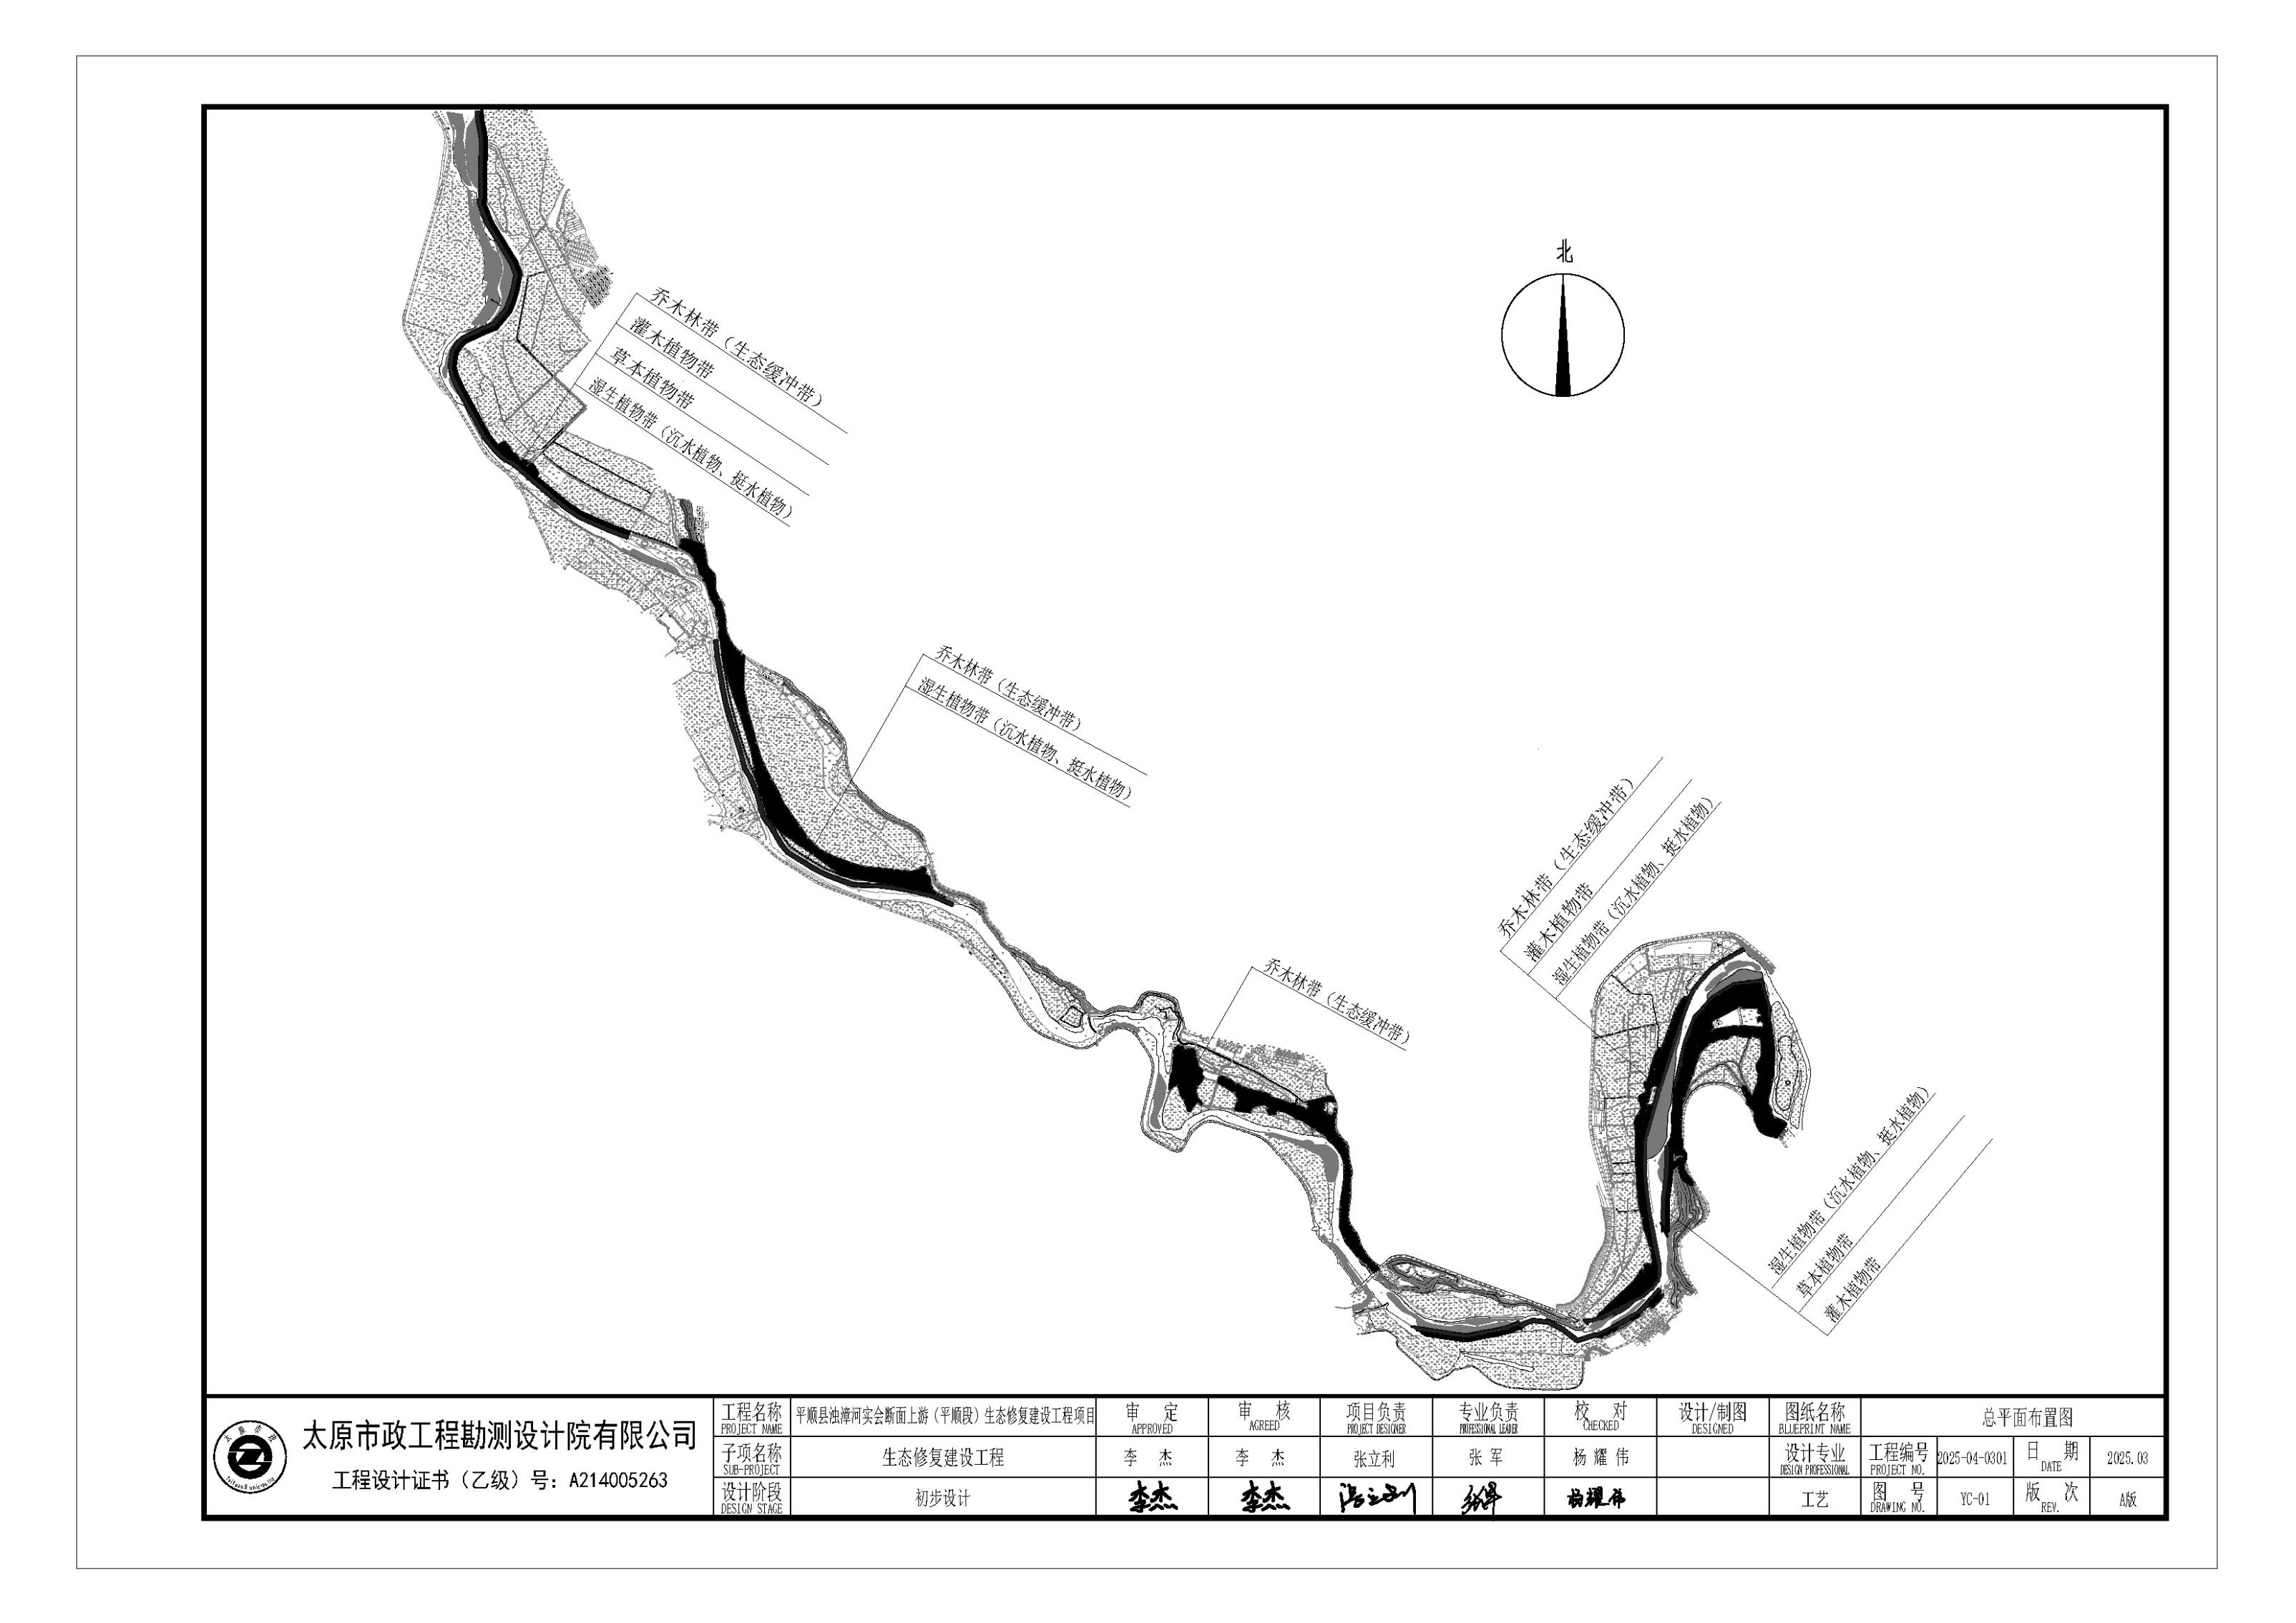 北
乔木林带（生态缓冲带）
灌木植物带
草本植物带
湿生植物带（沉水植物、挺水植物）
乔木林带（生态缓冲带）
湿生植物带（沉水植物、挺水植物）
乔木林带（生态缓冲带）
灌木植物带
湿生植物带（沉水植物、挺水植物）
乔木林带（生态缓冲带）
湿生植物带（沉水植物、挺水植物）
草本植物带
灌木植物带
太原市政工程勘测设计院有限公司
工程设计证书（乙级）号：A214005263
工程名称 平顺县浊漳河实会断面上游（平顺段）生态修复建设工程项目 审 定 审 核 项目负责 专业负责 校 对 设计/制图 图纸名称 总平面布置图
PROJECT NAME APPROVED AGREED PROJECT DESIGNER PROFESSIONAL LEADER CHECKED DESIGNED BLUEPRINT NAME
子项名称 生态修复建设工程 李 杰 李 杰 张立利 张 军 杨 耀 伟 设计专业 工程编号 2025-04-0301 日 期 2025.03
SUB-PROJECT DESIGN PROFESSIONAL PROJECT NO. DATE
设计阶段 初步设计 李杰 李杰 杨耀伟 工艺 图 号 YC-01 版 次 A版
DESIGN STAGE DRAWING NO. REV.